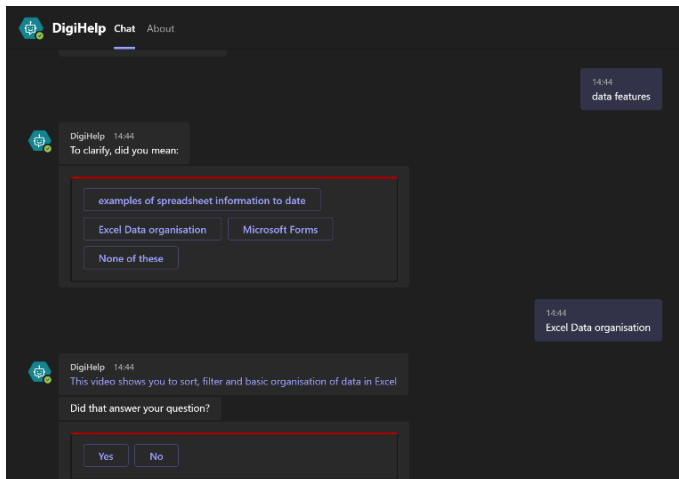 DigiHelp Chat About
14:44
data features
DigiHelp 14:44
To clarify, did you mean:
examples of spreadsheet information to date
Excel Data organisation Microsoft Forms
None of these
14:44
Excel Data organisation
DigiHelp 14:44
This video shows you to sort, filter and basic organisation of data in Excel
Did that answer your question?
Yes No